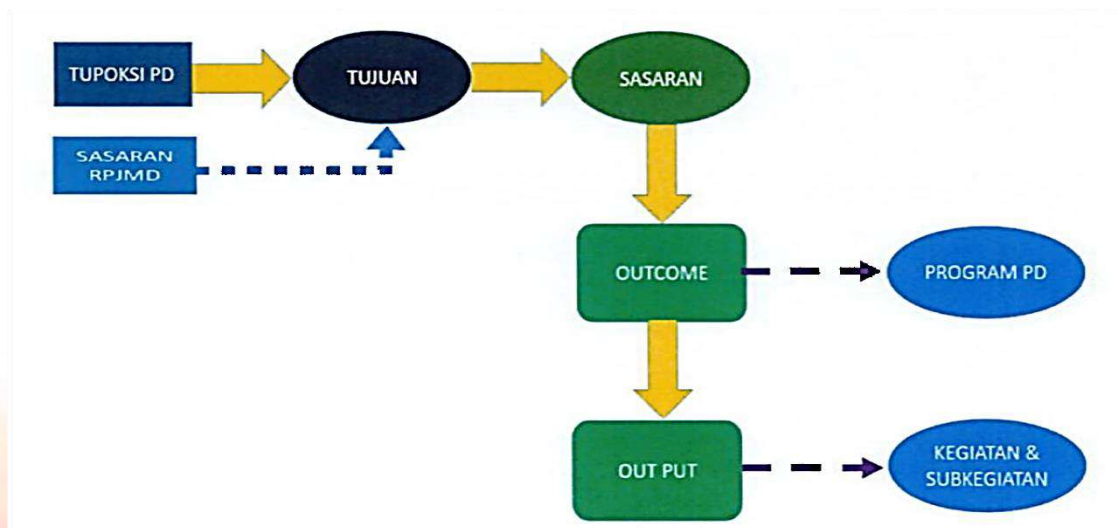 TUPOKSI PD
TUJUAN
SASARAN
SASARAN
RPJMD
OUTCOME
PROGRAM PD
OUT PUT
KEGIATAN &
SUBKEGIATAN